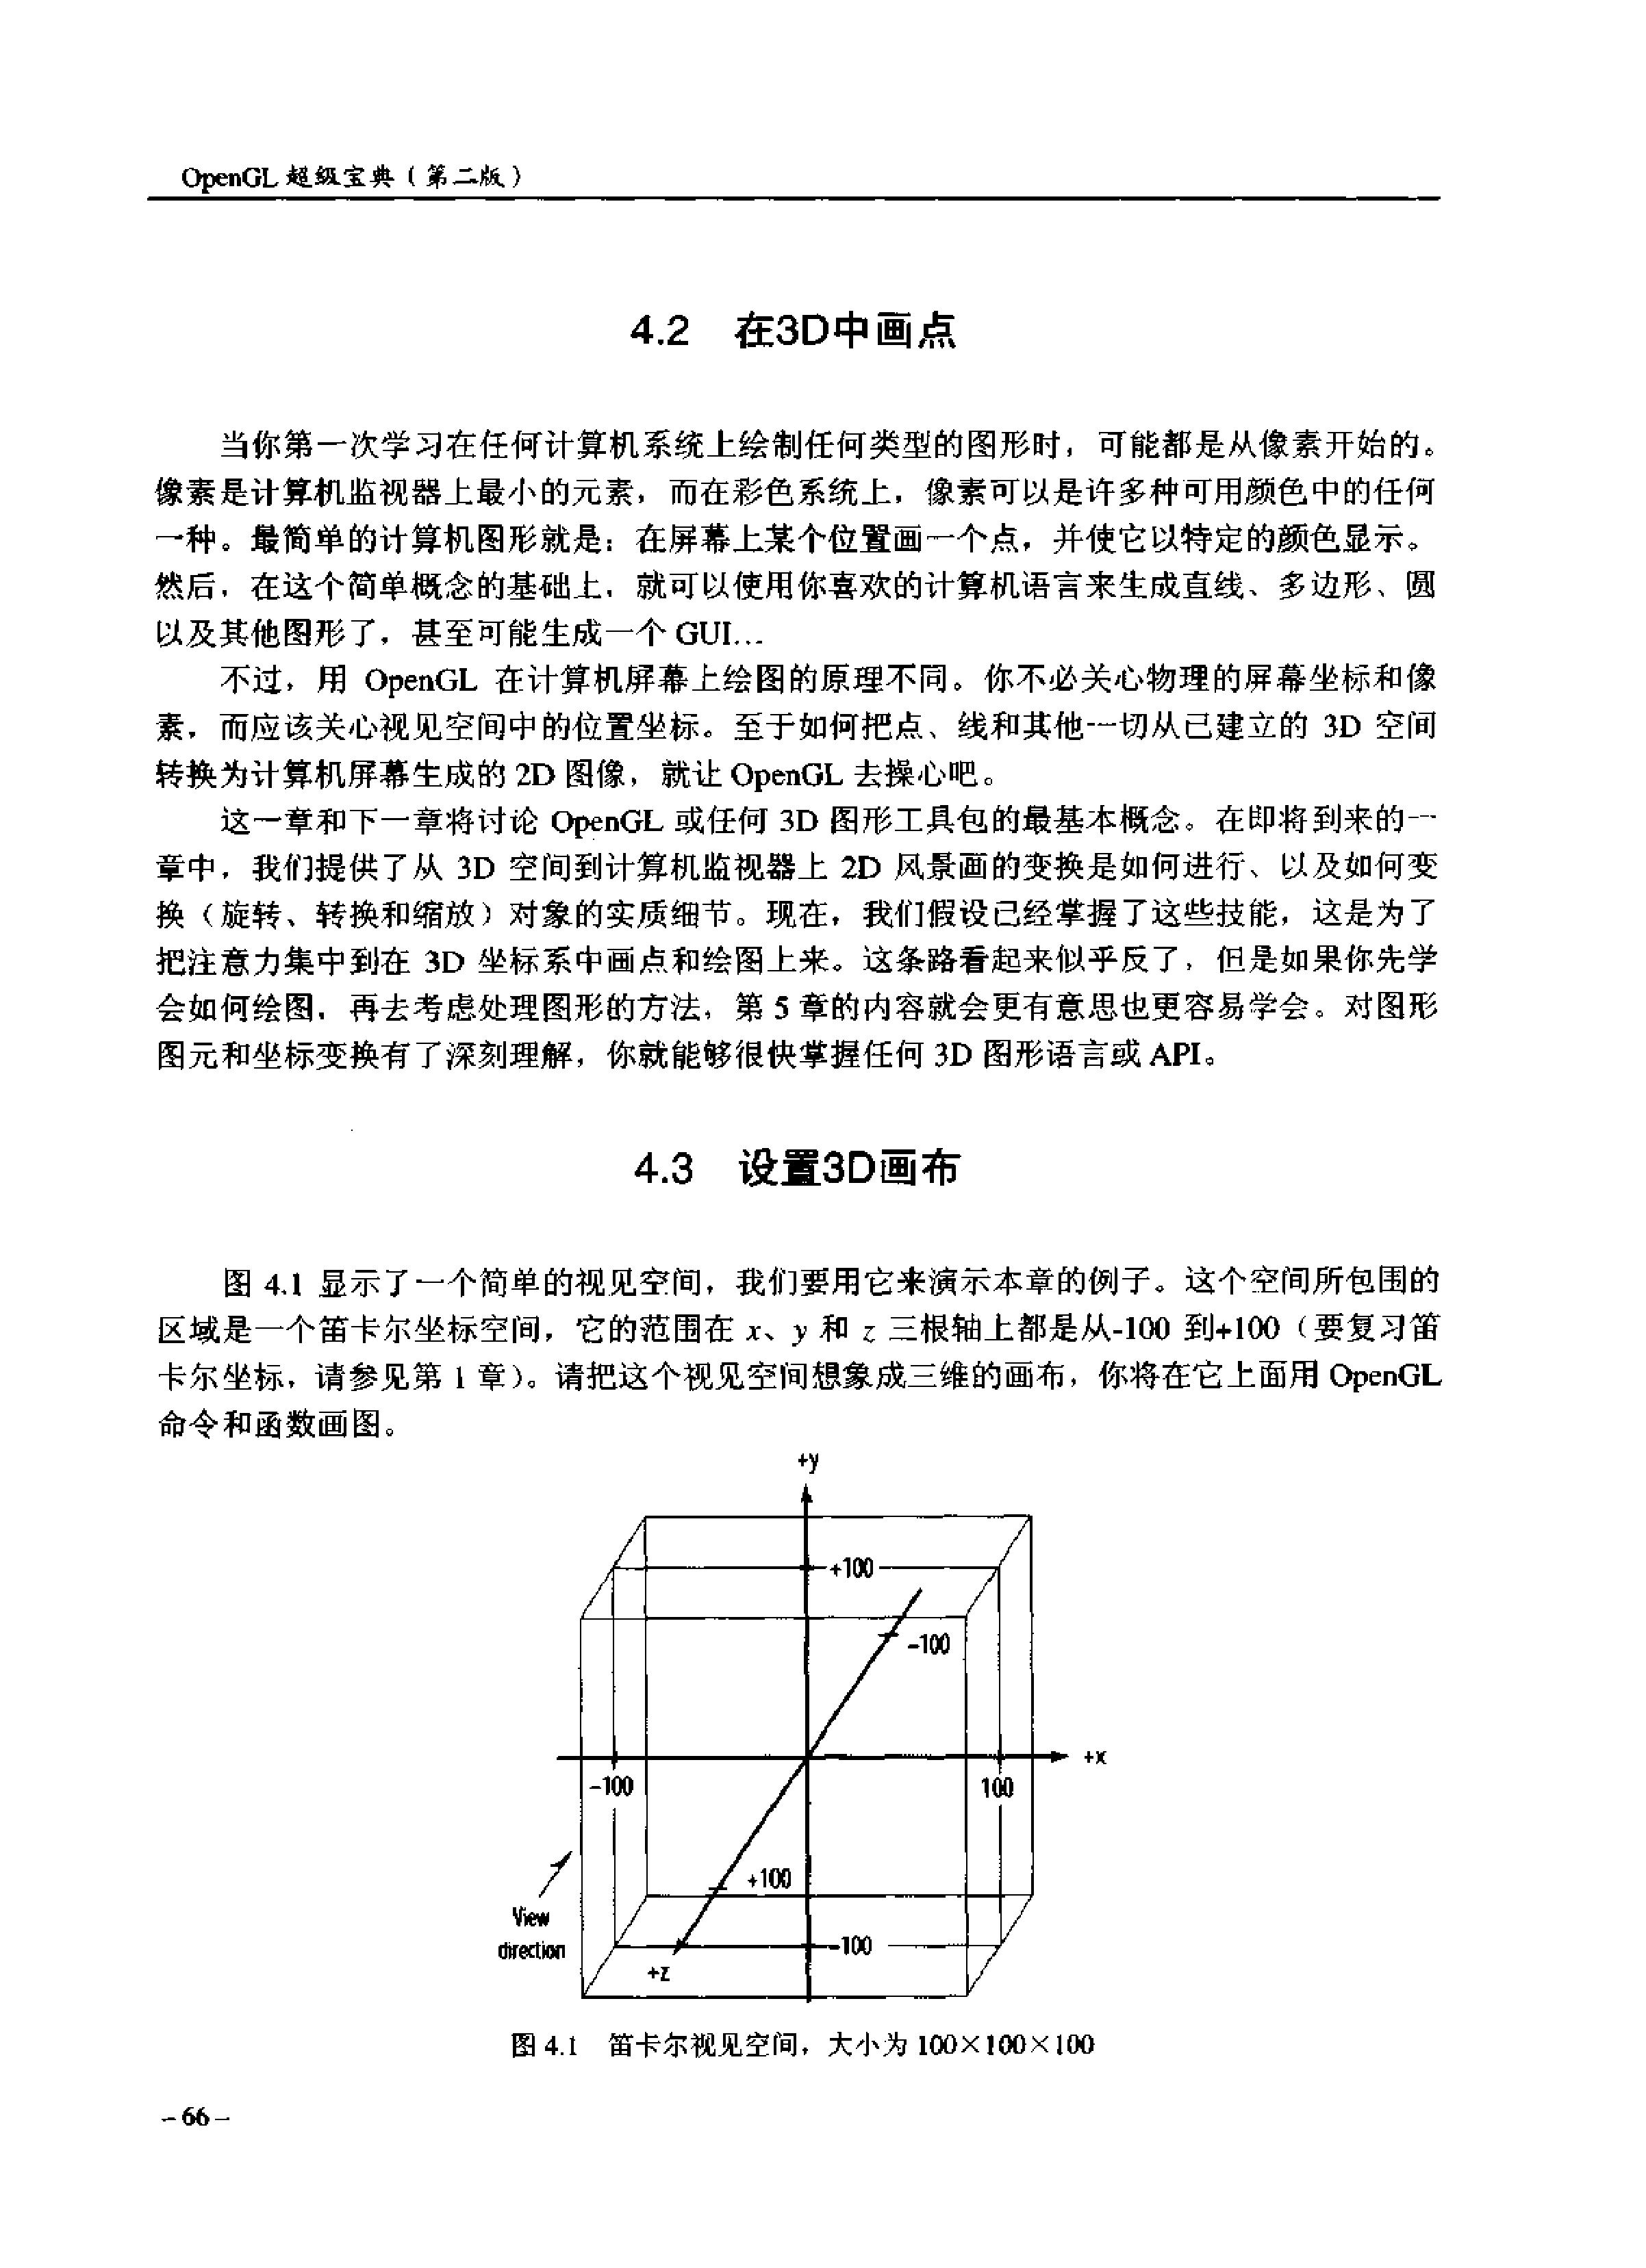 OpenGL 超级宝典（第二版）
4.2 在3D中画点
当你第一次学习在任何计算机系统上绘制任何类型的图形时，可能都是从像素开始的。
像素是计算机监视器上最小的元素，而在彩色系统上，像素可以是许多种可用颜色中的任何
一种。最简单的计算机图形就是：在屏幕上某个位置画一个点，并使它以特定的颜色显示。
然后，在这个简单概念的基础上，就可以使用你喜欢的计算机语言来生成直线、多边形、圆
以及其他图形了，甚至可能生成一个 GUI…
不过，用 OpenGL 在计算机屏幕上绘图的原理不同。你不必关心物理的屏幕坐标和像
素，而应该关心视见空间中的位置坐标。至于如何把点、线和其他一切从已建立的 3D 空间
转换为计算机屏幕生成的 2D 图像，就让 OpenGL 去操心吧。
这一章和下一章将讨论 OpenGL 或任何 3D 图形工具包的最基本概念。在即将到来的一
章中，我们提供了从 3D 空间到计算机监视器上 2D 风景画的变换是如何进行、以及如何变
换（旋转、转换和缩放）对象的实质细节。现在，我们假设已经掌握了这些技能，这是为了
把注意力集中到在 3D 坐标系中画点和绘图上来。这条路看起来似乎反了，但是如果你先学
会如何绘图，再去考虑处理图形的方法，第 5 章的内容就会更有意思也更容易学会。对图形
图元和坐标变换有了深刻理解，你就能够很快掌握任何 3D 图形语言或 API。
4.3 设置3D画布
图 4.1 显示了一个简单的视见空间，我们要用它来演示本章的例子。这个空间所包围的
区域是一个笛卡尔坐标空间，它的范围在 x、y 和 z 三根轴上都是从-100 到+100（要复习笛
卡尔坐标，请参见第 1 章）。请把这个视见空间想象成三维的画布，你将在它上面用 OpenGL
命令和函数画图。
+y
+100
-100
+x
-100
100
+100
View
direction
-100
+z
图 4.1 笛卡尔视见空间，大小为 100×100×100
– 66 –